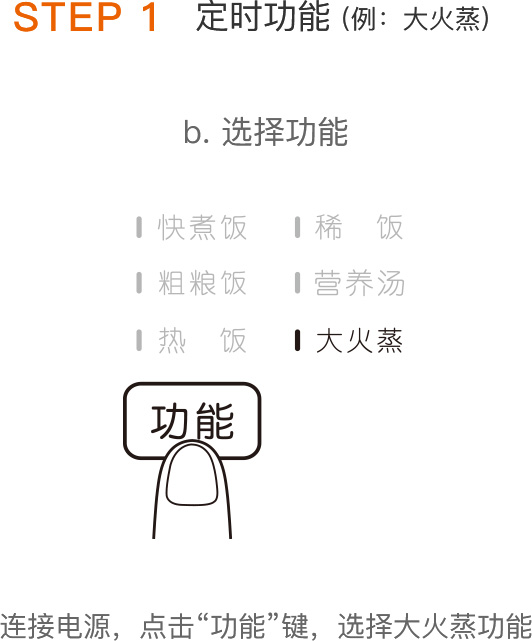 STEP 1 定时功能 (例：大火蒸)
b. 选择功能
快煮饭 稀 饭
粗粮饭 营养汤
热 饭 大火蒸
功能
连接电源，点击“功能”键，选择大火蒸功能